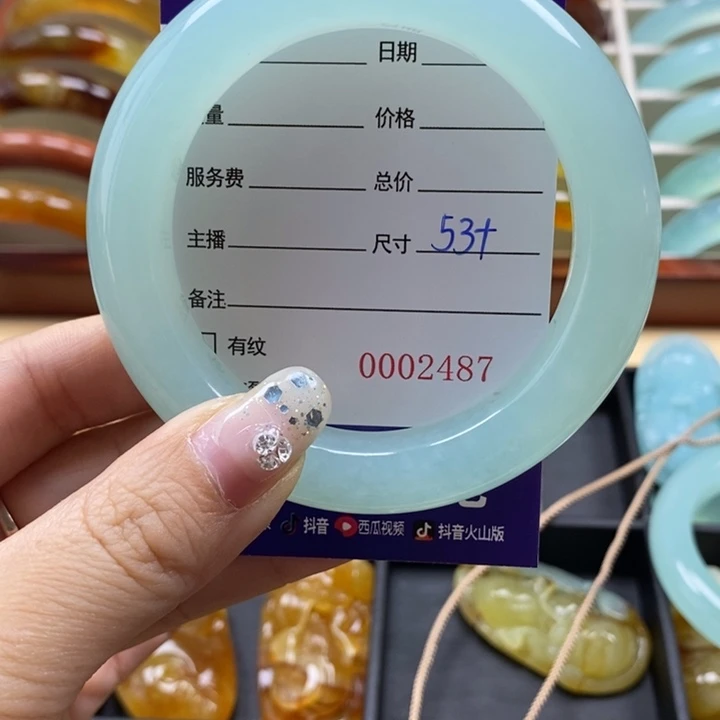 日期
量 价格
服务费 总价
主播 尺寸 53+
备注
有纹
0002487
抖音 西瓜视频 抖音火山版